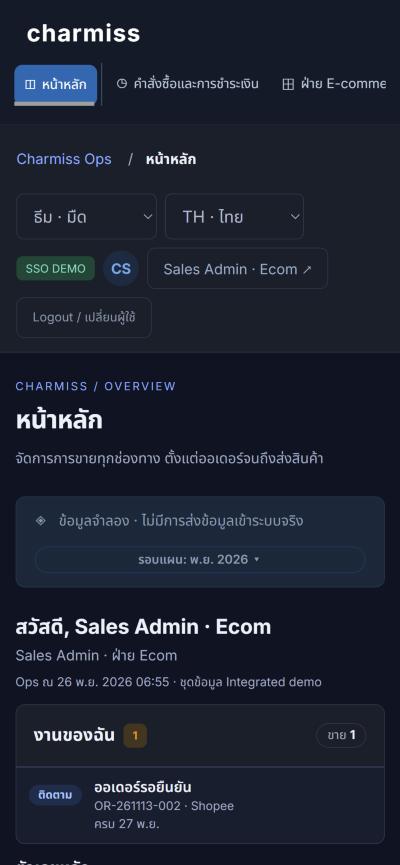 charmiss
หน้าหลัก
คำสั่งซื้อและการชำระเงิน
ฝ่าย E-comme
Charmiss Ops / หน้าหลัก
ธีม · มืด
TH · ไทย
SSO DEMO
CS
Sales Admin · Ecom ↗
Logout / เปลี่ยนผู้ใช้
CHARMISS / OVERVIEW
หน้าหลัก
จัดการการขายทุกช่องทาง ตั้งแต่ออเดอร์จนถึงส่งสินค้า
ข้อมูลจำลอง · ไม่มีการส่งข้อมูลเข้าระบบจริง
รอบแผน: พ.ย. 2026
สวัสดี, Sales Admin · Ecom
Sales Admin · ฝ่าย Ecom
Ops ณ 26 พ.ย. 2026 06:55 · ชุดข้อมูล Integrated demo
งานของฉัน 1
ขาย 1
ติดตาม
ออเดอร์รอยืนยัน
OR-261113-002 · Shopee
ครบ 27 พ.ย.